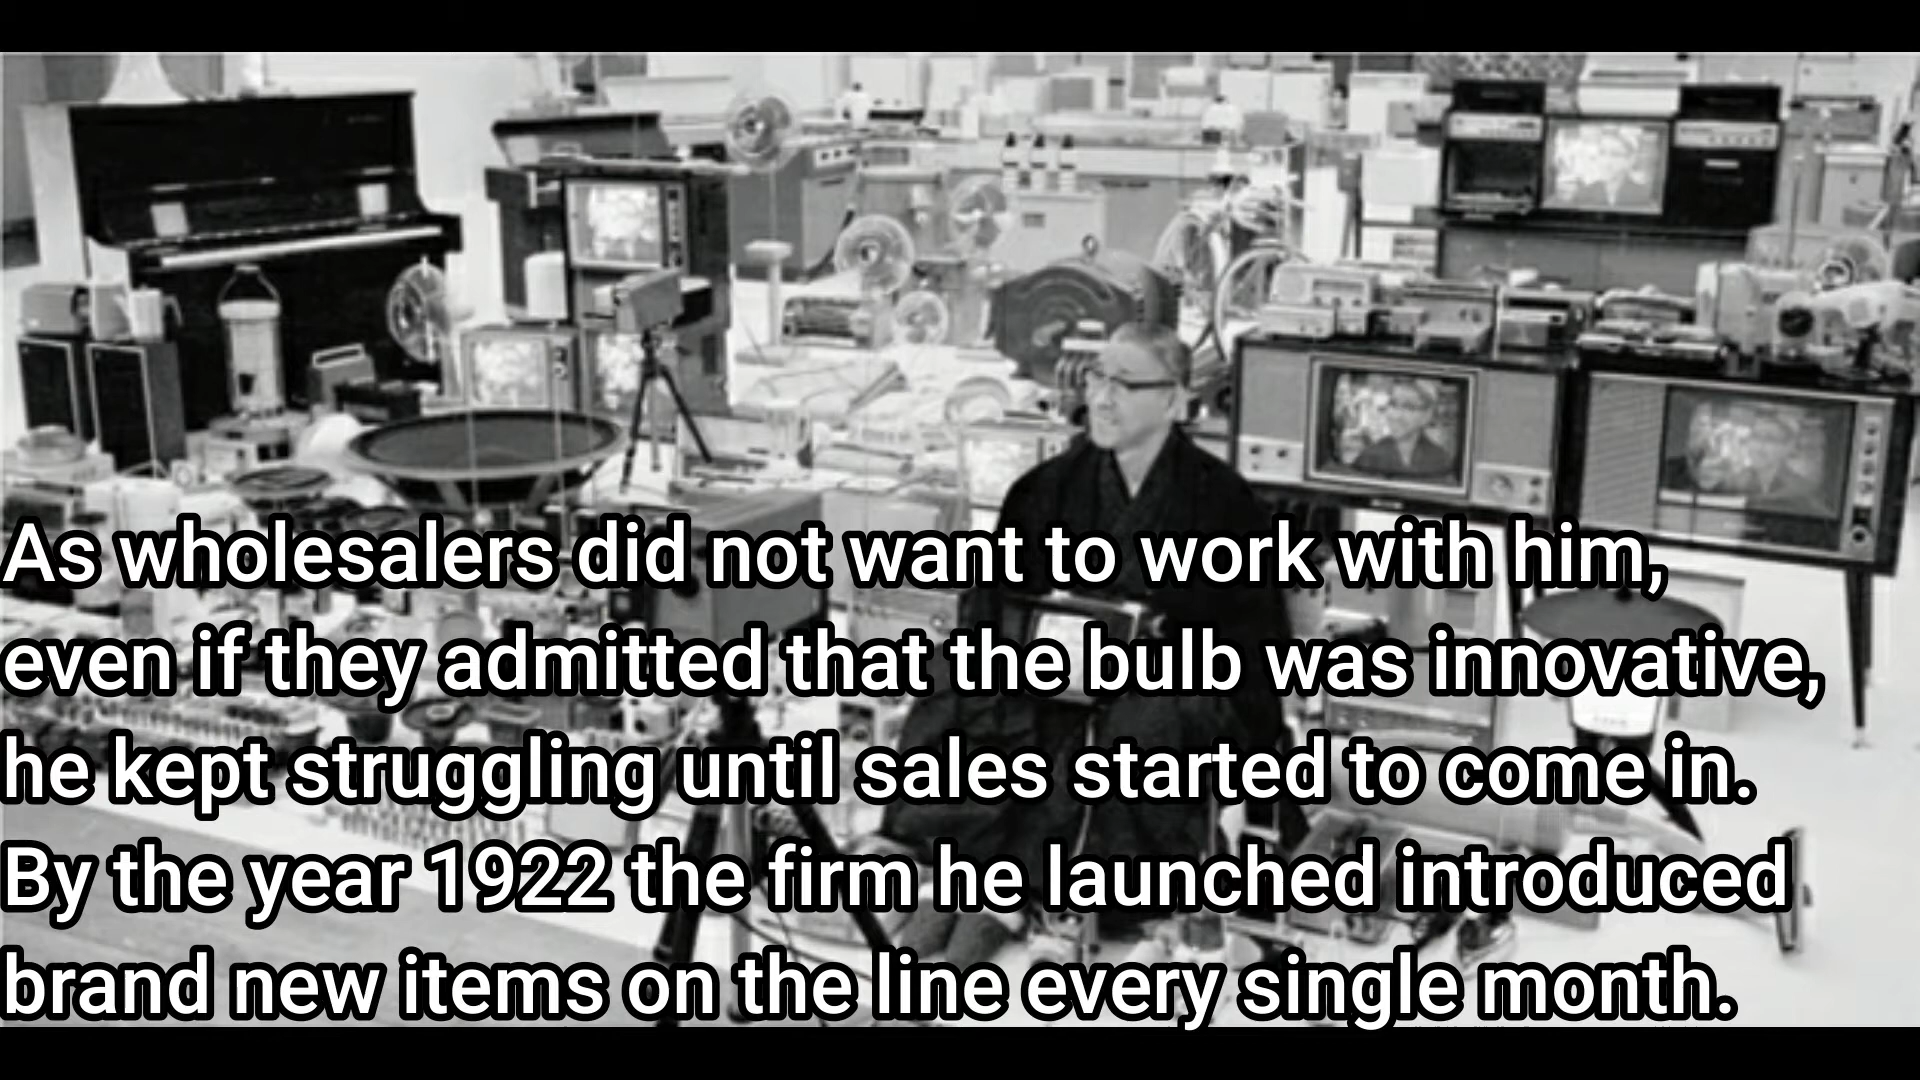 As wholesalers did not want to work with him,
even if they admitted that the bulb was innovative,
he kept struggling until sales started to come in.
By the year 1922 the firm he launched introduced
brand new items on the line every single month.